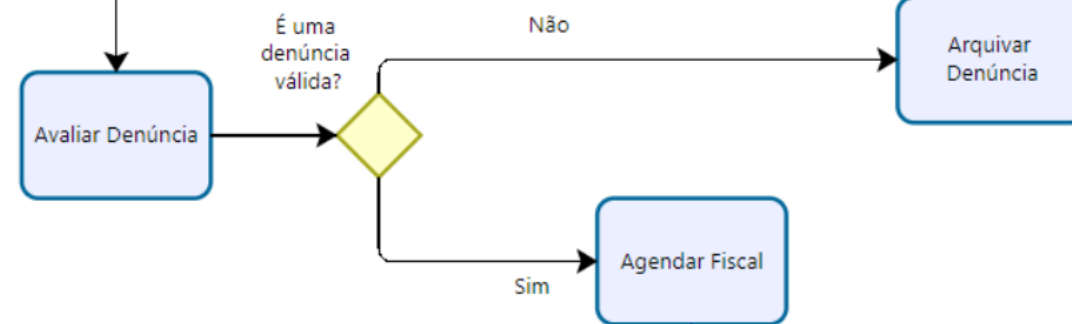 É uma
denúncia
válida?
Não
Arquivar
Denúncia
Avaliar Denúncia
Agendar Fiscal
Sim